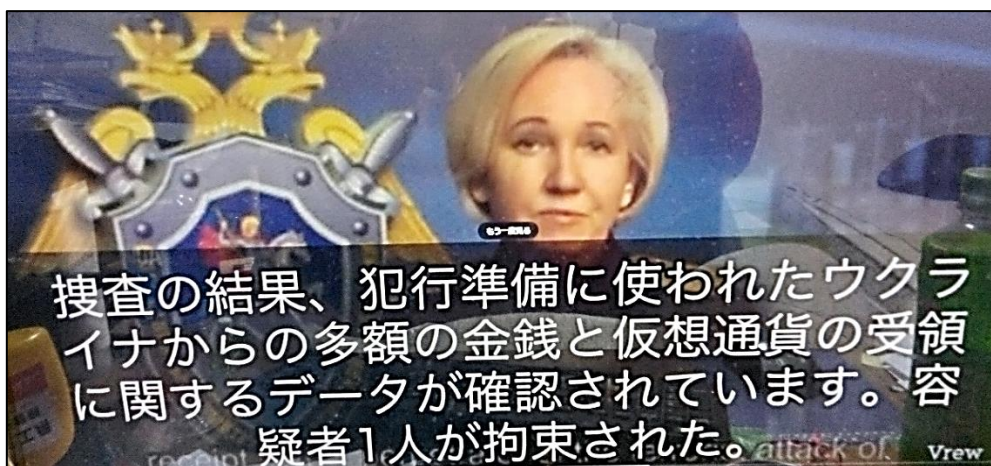 もう一度見る
捜査の結果、犯行準備に使われたウクラ
イナからの多額の金銭と仮想通貨の受領
に関するデータが確認されています。容
疑者1人が拘束された。
receipt attack of
Vrew